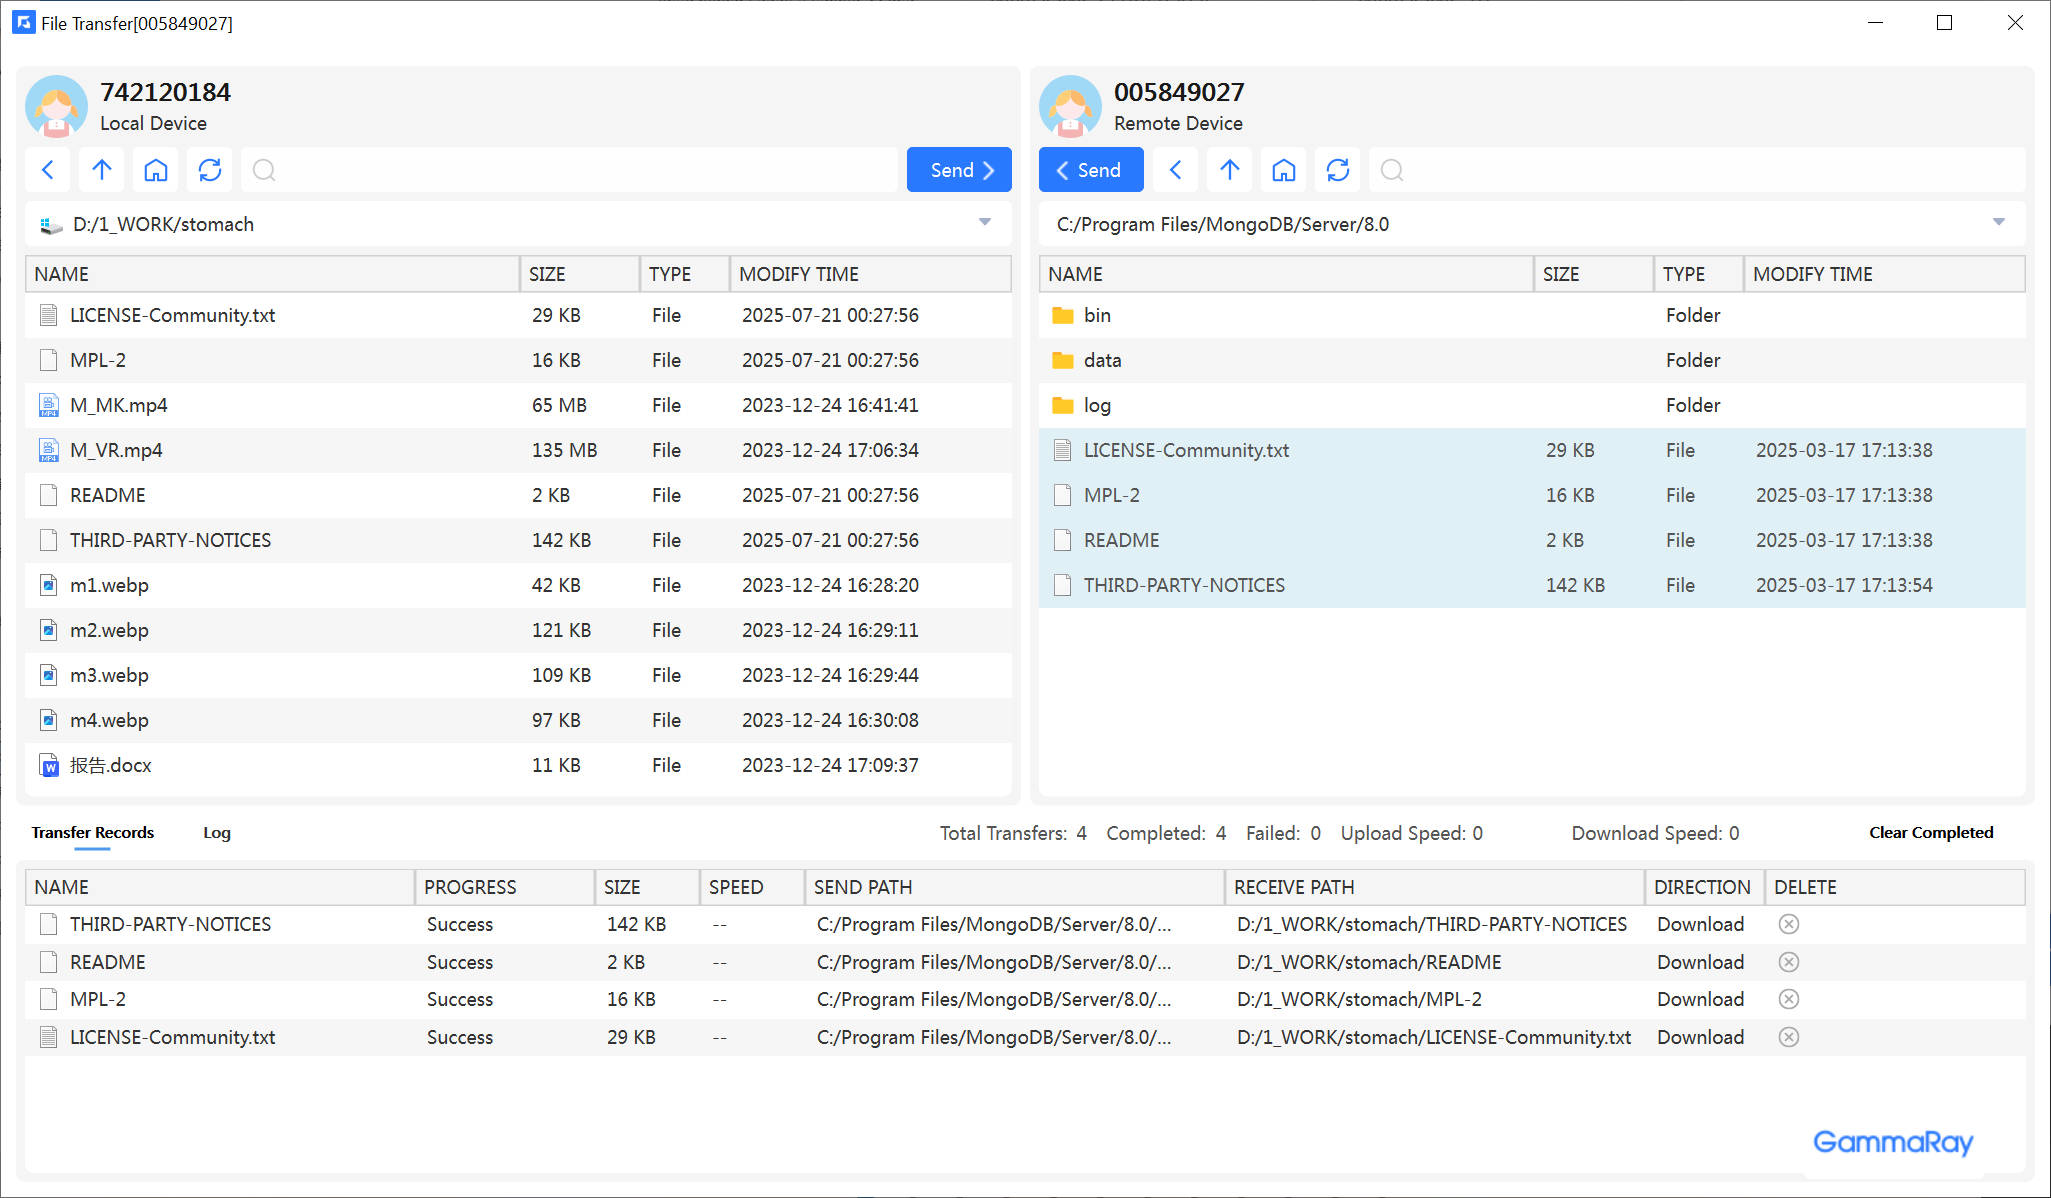 File Transfer[005849027]
742120184
Local Device
Send
D:/1_WORK/stomach
NAME SIZE TYPE MODIFY TIME
LICENSE-Community.txt 29 KB File 2025-07-21 00:27:56
MPL-2 16 KB File 2025-07-21 00:27:56
M_MK.mp4 65 MB File 2023-12-24 16:41:41
M_VR.mp4 135 MB File 2023-12-24 17:06:34
README 2 KB File 2025-07-21 00:27:56
THIRD-PARTY-NOTICES 142 KB File 2025-07-21 00:27:56
m1.webp 42 KB File 2023-12-24 16:28:20
m2.webp 121 KB File 2023-12-24 16:29:11
m3.webp 109 KB File 2023-12-24 16:29:44
m4.webp 97 KB File 2023-12-24 16:30:08
报告.docx 11 KB File 2023-12-24 17:09:37
005849027
Remote Device
Send
C:/Program Files/MongoDB/Server/8.0
NAME SIZE TYPE MODIFY TIME
bin Folder
data Folder
log Folder
LICENSE-Community.txt 29 KB File 2025-03-17 17:13:38
MPL-2 16 KB File 2025-03-17 17:13:38
README 2 KB File 2025-03-17 17:13:38
THIRD-PARTY-NOTICES 142 KB File 2025-03-17 17:13:54
Transfer Records Log Total Transfers: 4 Completed: 4 Failed: 0 Upload Speed: 0 Download Speed: 0 Clear Completed
NAME PROGRESS SIZE SPEED SEND PATH RECEIVE PATH DIRECTION DELETE
THIRD-PARTY-NOTICES Success 142 KB -- C:/Program Files/MongoDB/Server/8.0/... D:/1_WORK/stomach/THIRD-PARTY-NOTICES Download
README Success 2 KB -- C:/Program Files/MongoDB/Server/8.0/... D:/1_WORK/stomach/README Download
MPL-2 Success 16 KB -- C:/Program Files/MongoDB/Server/8.0/... D:/1_WORK/stomach/MPL-2 Download
LICENSE-Community.txt Success 29 KB -- C:/Program Files/MongoDB/Server/8.0/... D:/1_WORK/stomach/LICENSE-Community.txt Download
GammaRay